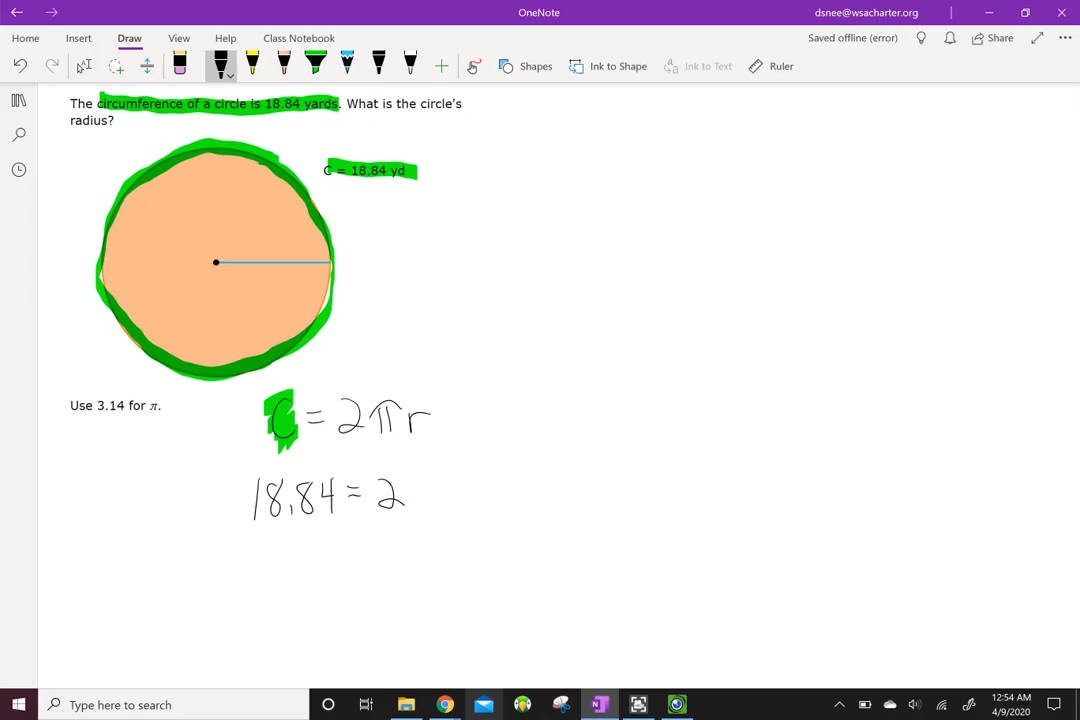 OneNote
dsnee@wsacharter.org
Home Insert Draw View Help Class Notebook
Saved offline (error)
Share
Shapes
Ink to Shape
Ink to Text
Ruler
The circumference of a circle is 18.84 yards. What is the circle's
radius?
C = 18.84 yd
Use 3.14 for π.
C = 2πr
18.84 = 2
Type here to search
12:54 AM
4/9/2020